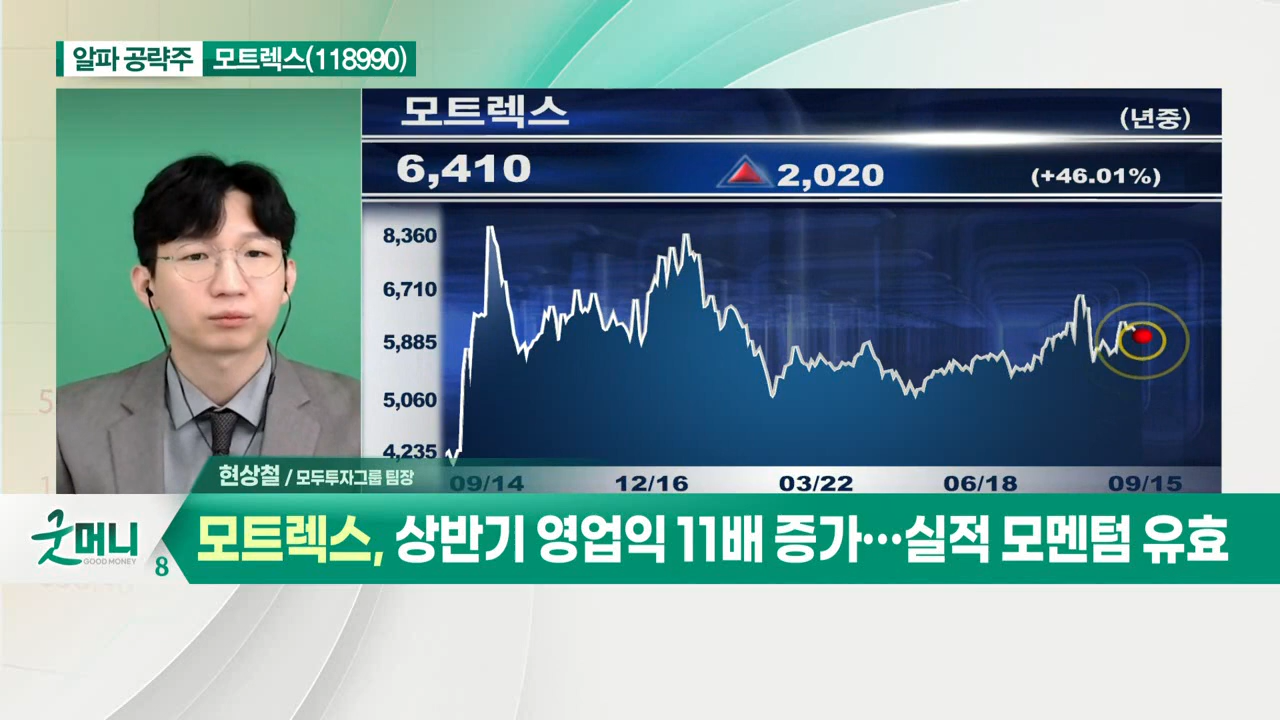 알파 공략주 모트렉스(118990)
모트렉스 (년중)
6,410 ▲ 2,020 (+46.01%)
8,360
6,710
5,885
5,060
4,235
09/14 12/16 03/22 06/18 09/15
현상철 / 모두투자그룹 팀장
굿머니
GOOD MONEY
8
모트렉스, 상반기 영업익 11배 증가…실적 모멘텀 유효